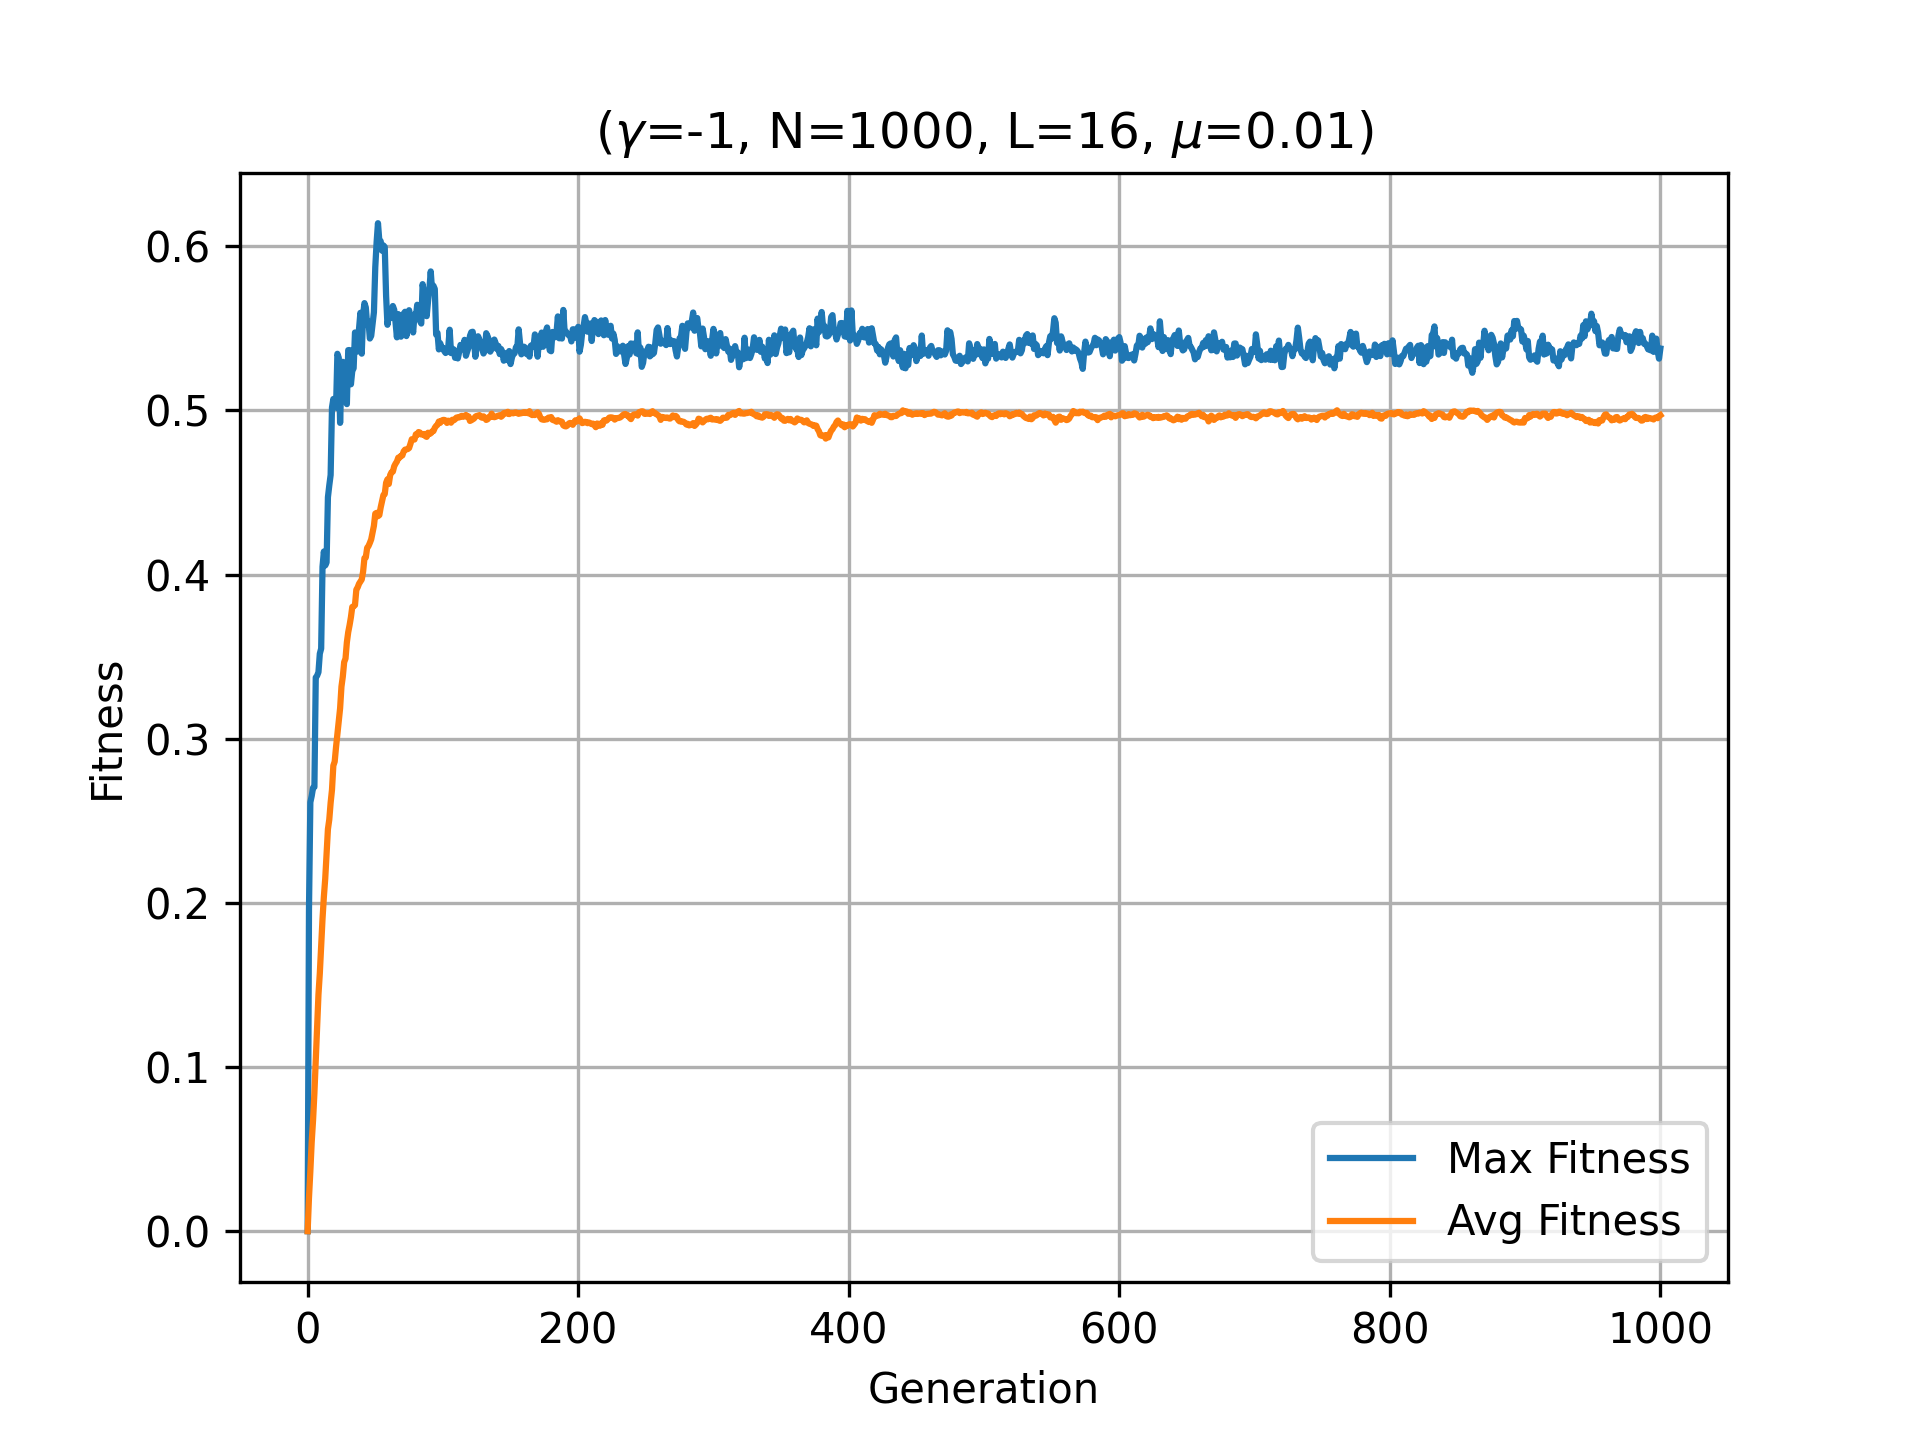 (γ=-1, N=1000, L=16, μ=0.01)
0.6
0.5
0.4
0.3
0.2
0.1
0.0
Fitness
Max Fitness
Avg Fitness
0 200 400 600 800 1000
Generation